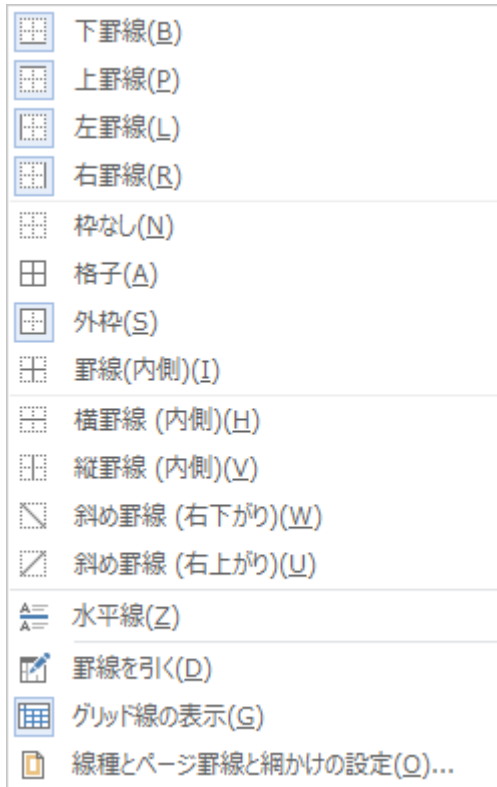 下罫線(B)
上罫線(P)
左罫線(L)
右罫線(R)
枠なし(N)
格子(A)
外枠(S)
罫線(内側)(I)
横罫線 (内側)(H)
縦罫線 (内側)(V)
斜め罫線 (右下がり)(W)
斜め罫線 (右上がり)(U)
水平線(Z)
罫線を引く(D)
グリッド線の表示(G)
線種とページ罫線と網かけの設定(O)...